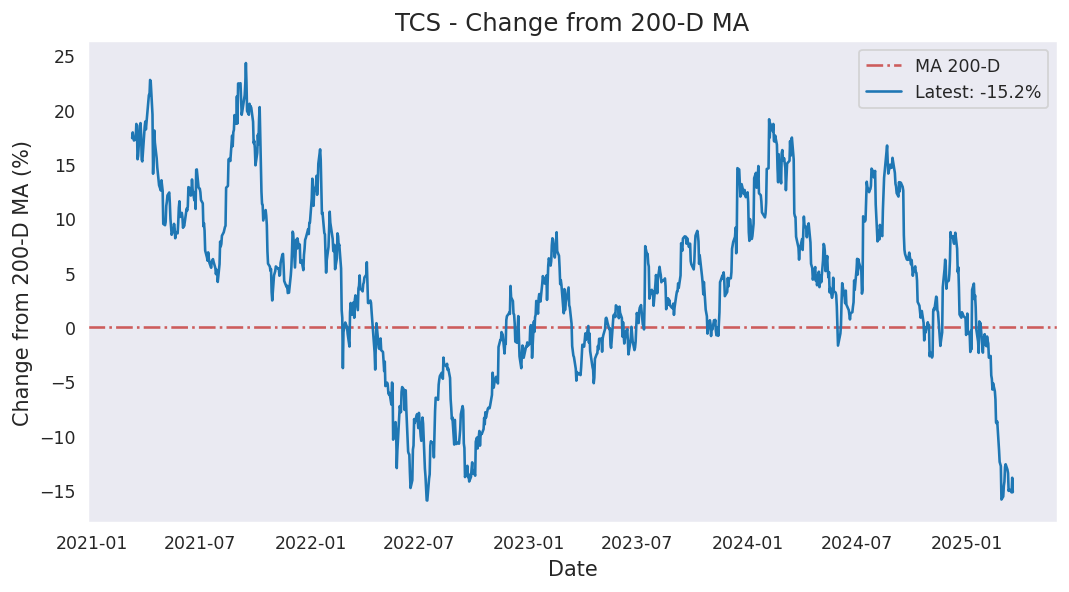 TCS - Change from 200-D MA
MA 200-D
Latest: -15.2%
Change from 200-D MA (%)
25
20
15
10
5
0
−5
−10
−15
2021-01 2021-07 2022-01 2022-07 2023-01 2023-07 2024-01 2024-07 2025-01
Date